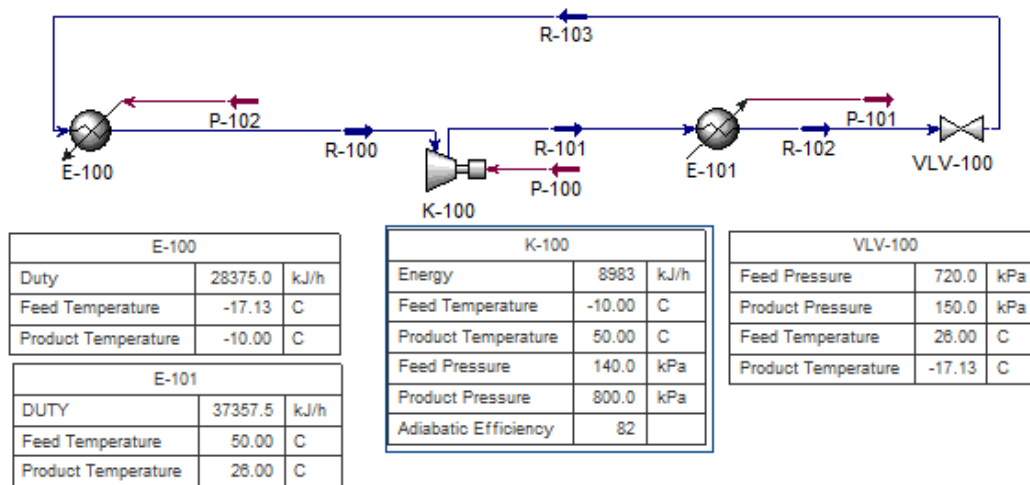 R-103
P-102
P-101
R-100
R-101
R-102
E-100
P-100
E-101
VLV-100
K-100
E-100
Duty 28375.0 kJ/h
Feed Temperature -17.13 C
Product Temperature -10.00 C
E-101
DUTY 37357.5 kJ/h
Feed Temperature 50.00 C
Product Temperature 26.00 C
K-100
Energy 8983 kJ/h
Feed Temperature -10.00 C
Product Temperature 50.00 C
Feed Pressure 140.0 kPa
Product Pressure 800.0 kPa
Adiabatic Efficiency 82
VLV-100
Feed Pressure 720.0 kPa
Product Pressure 150.0 kPa
Feed Temperature 26.00 C
Product Temperature -17.13 C